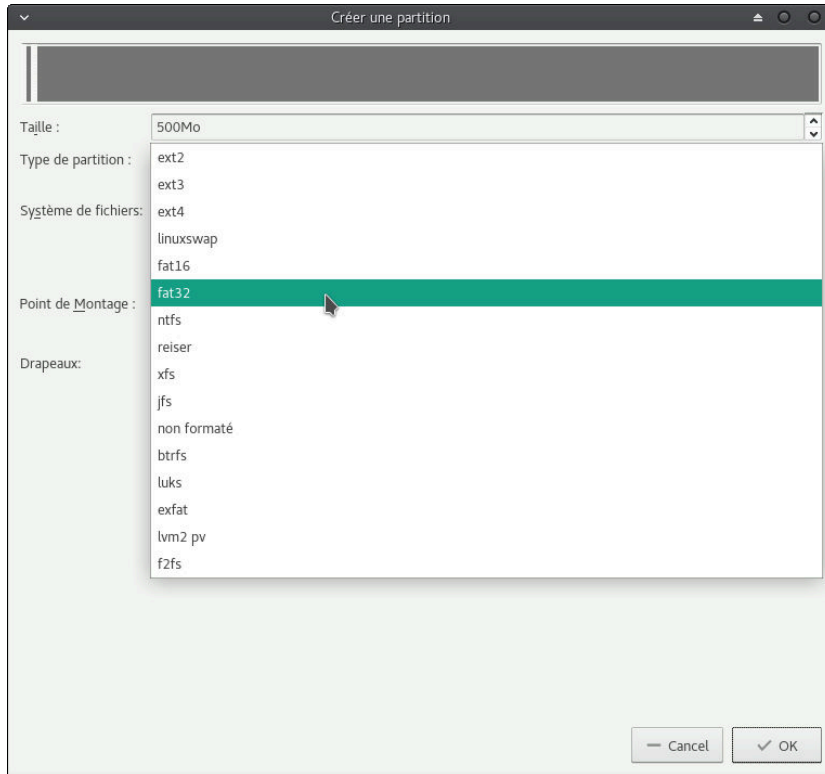 Créer une partition
Taille :
500Mo
Type de partition :
ext2
ext3
Système de fichiers:
ext4
linuxswap
fat16
fat32
Point de Montage :
ntfs
reiser
Drapeaux:
xfs
jfs
non formaté
btrfs
luks
exfat
lvm2 pv
f2fs
Cancel
OK